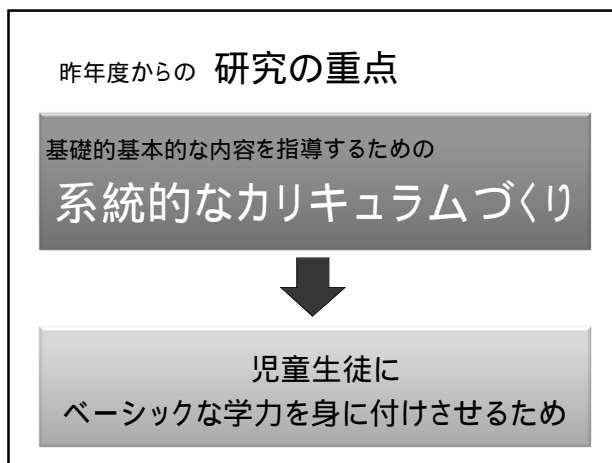 昨年度からの 研究の重点
基礎的基本的な内容を指導するための
系統的なカリキュラムづくり
児童生徒に
ベーシックな学力を身に付けさせるため